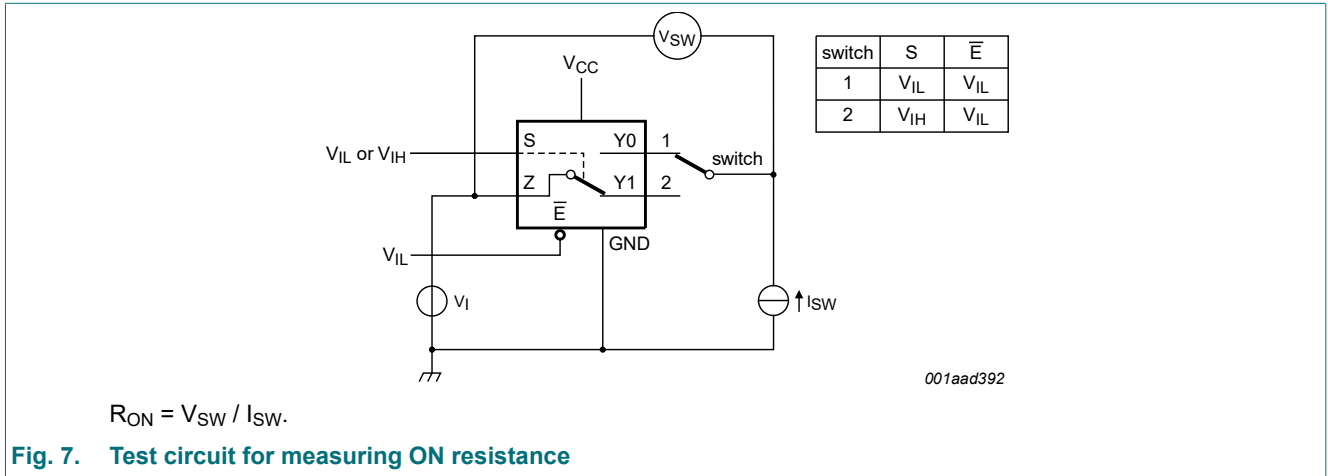 VSW
switch S E̅
1 VIL VIL
2 VIH VIL
VCC
VIL or VIH
S Y0 1
switch
Z Y1 2
E̅
GND
VIL
VI
ISW
001aad392
RON = VSW / ISW.
Fig. 7. Test circuit for measuring ON resistance